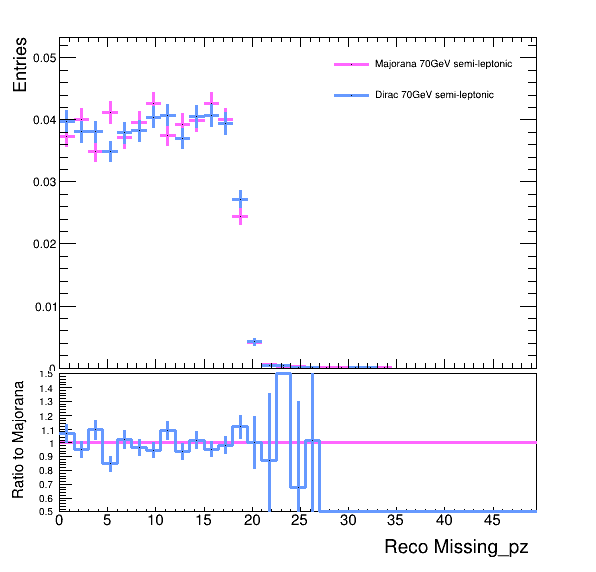 Entries
0.05
0.04
0.03
0.02
0.01
0
Majorana 70GeV semi-leptonic
Dirac 70GeV semi-leptonic
Ratio to Majorana
1.5
1.4
1.3
1.2
1.1
1
0.9
0.8
0.7
0.6
0.5
0 5 10 15 20 25 30 35 40 45
Reco Missing_pz